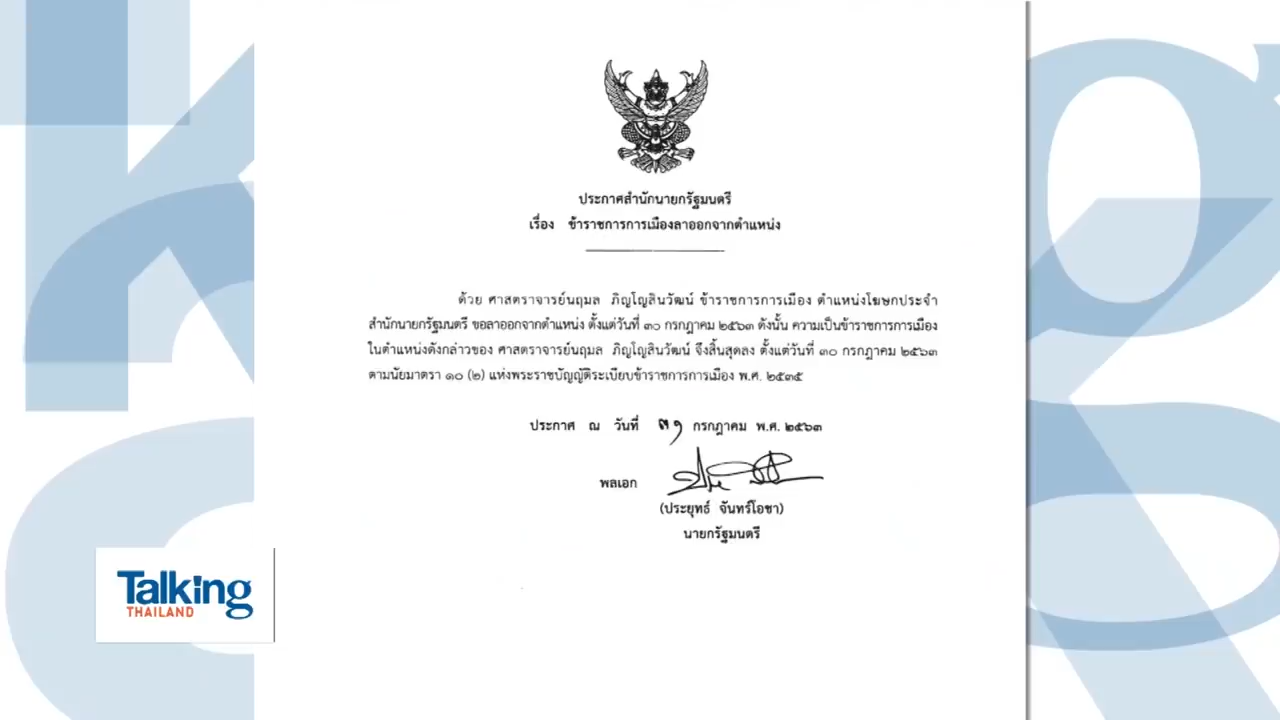 ประกาศสำนักนายกรัฐมนตรี
เรื่อง ข้าราชการการเมืองลาออกจากตำแหน่ง
ด้วย ศาสตราจารย์นฤมล ภิญโญสินวัฒน์ ข้าราชการการเมือง ตำแหน่งโฆษกประจำ
สำนักนายกรัฐมนตรี ขอลาออกจากตำแหน่ง ตั้งแต่วันที่ ๓๐ กรกฎาคม ๒๕๖๓ ดังนั้น ความเป็นข้าราชการการเมือง
ในตำแหน่งดังกล่าวของ ศาสตราจารย์นฤมล ภิญโญสินวัฒน์ จึงสิ้นสุดลง ตั้งแต่วันที่ ๓๐ กรกฎาคม ๒๕๖๓
ตามนัยมาตรา ๑๐ (๒) แห่งพระราชบัญญัติระเบียบข้าราชการการเมือง พ.ศ. ๒๕๓๕
ประกาศ ณ วันที่ ๓๑ กรกฎาคม พ.ศ. ๒๕๖๓
พลเอก
(ประยุทธ์ จันทร์โอชา)
นายกรัฐมนตรี
Talking
THAILAND